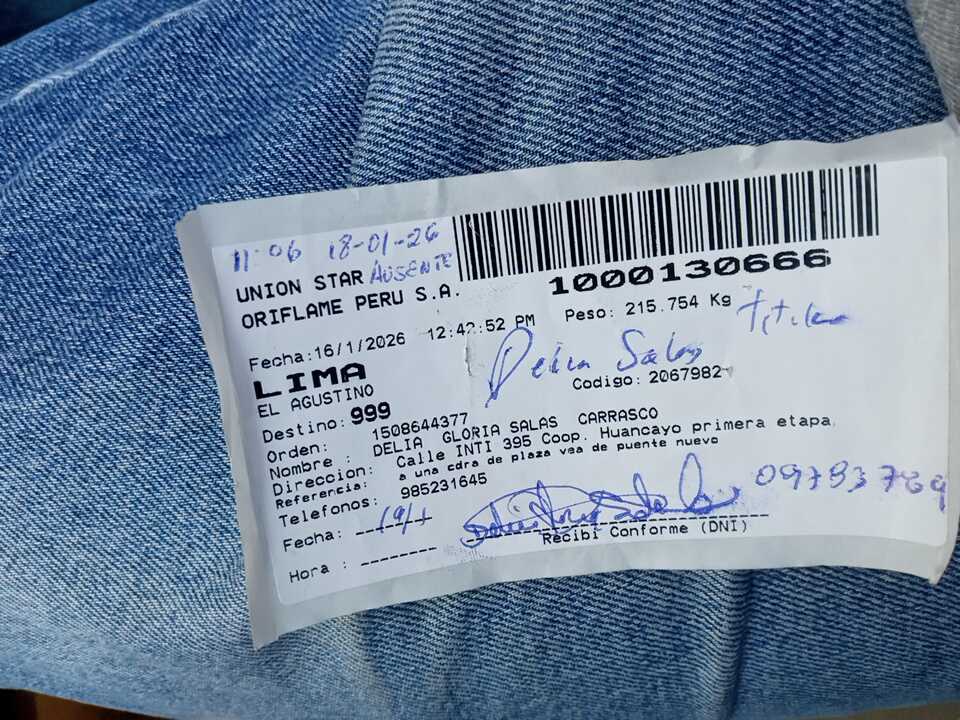 11:06 18-01-26
AUSENTE
UNION STAR
ORIFLAME PERU S.A.
1000130666
Fecha:16/1/2026 12:42:52 PM Peso: 215.754 Kg
Titular
LIMA
Delia Salas
EL AGUSTINO
Codigo: 2067982
Destino: 999
Orden: 1508644377
Nombre : DELIA GLORIA SALAS CARRASCO
Direccion: Calle INTI 395 Coop. Huancayo primera etapa,
Referencia: a una cdra de plaza vea de puente nuevo
Telefonos: 985231645
Fecha: 19/1
09783769
Recibi Conforme (DNI)
Hora :